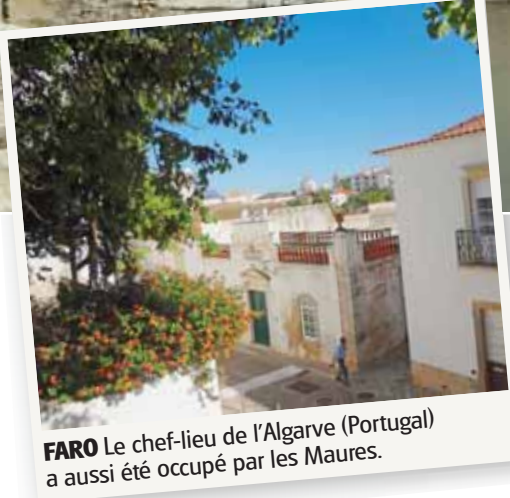 FARO Le chef-lieu de l'Algarve (Portugal)
a aussi été occupé par les Maures.